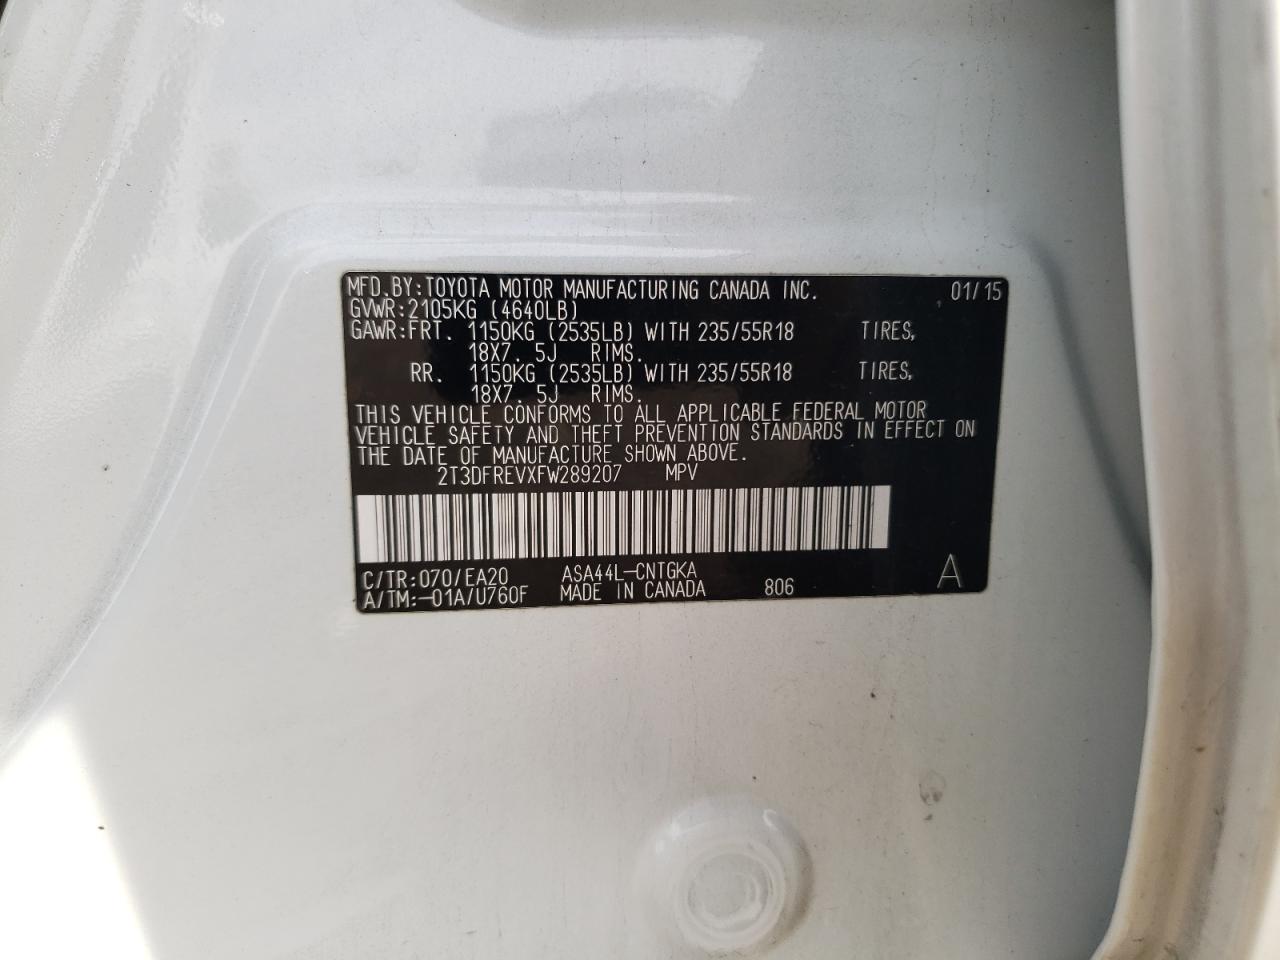 MFD.BY:TOYOTA MOTOR MANUFACTURING CANADA INC. 01/15
GVWR:2105KG (4640LB)
GAWR:FRT. 1150KG (2535LB) WITH 235/55R18 TIRES,
18X7. 5J RIMS.
RR. 1150KG (2535LB) WITH 235/55R18 TIRES,
18X7. 5J RIMS.
THIS VEHICLE CONFORMS TO ALL APPLICABLE FEDERAL MOTOR
VEHICLE SAFETY AND THEFT PREVENTION STANDARDS IN EFFECT ON
THE DATE OF MANUFACTURE SHOWN ABOVE.
2T3DFREVXFW289207 MPV
C/TR:070/EA20 ASA44L-CNTGKA
A/TM:-01A/U760F MADE IN CANADA 806 A